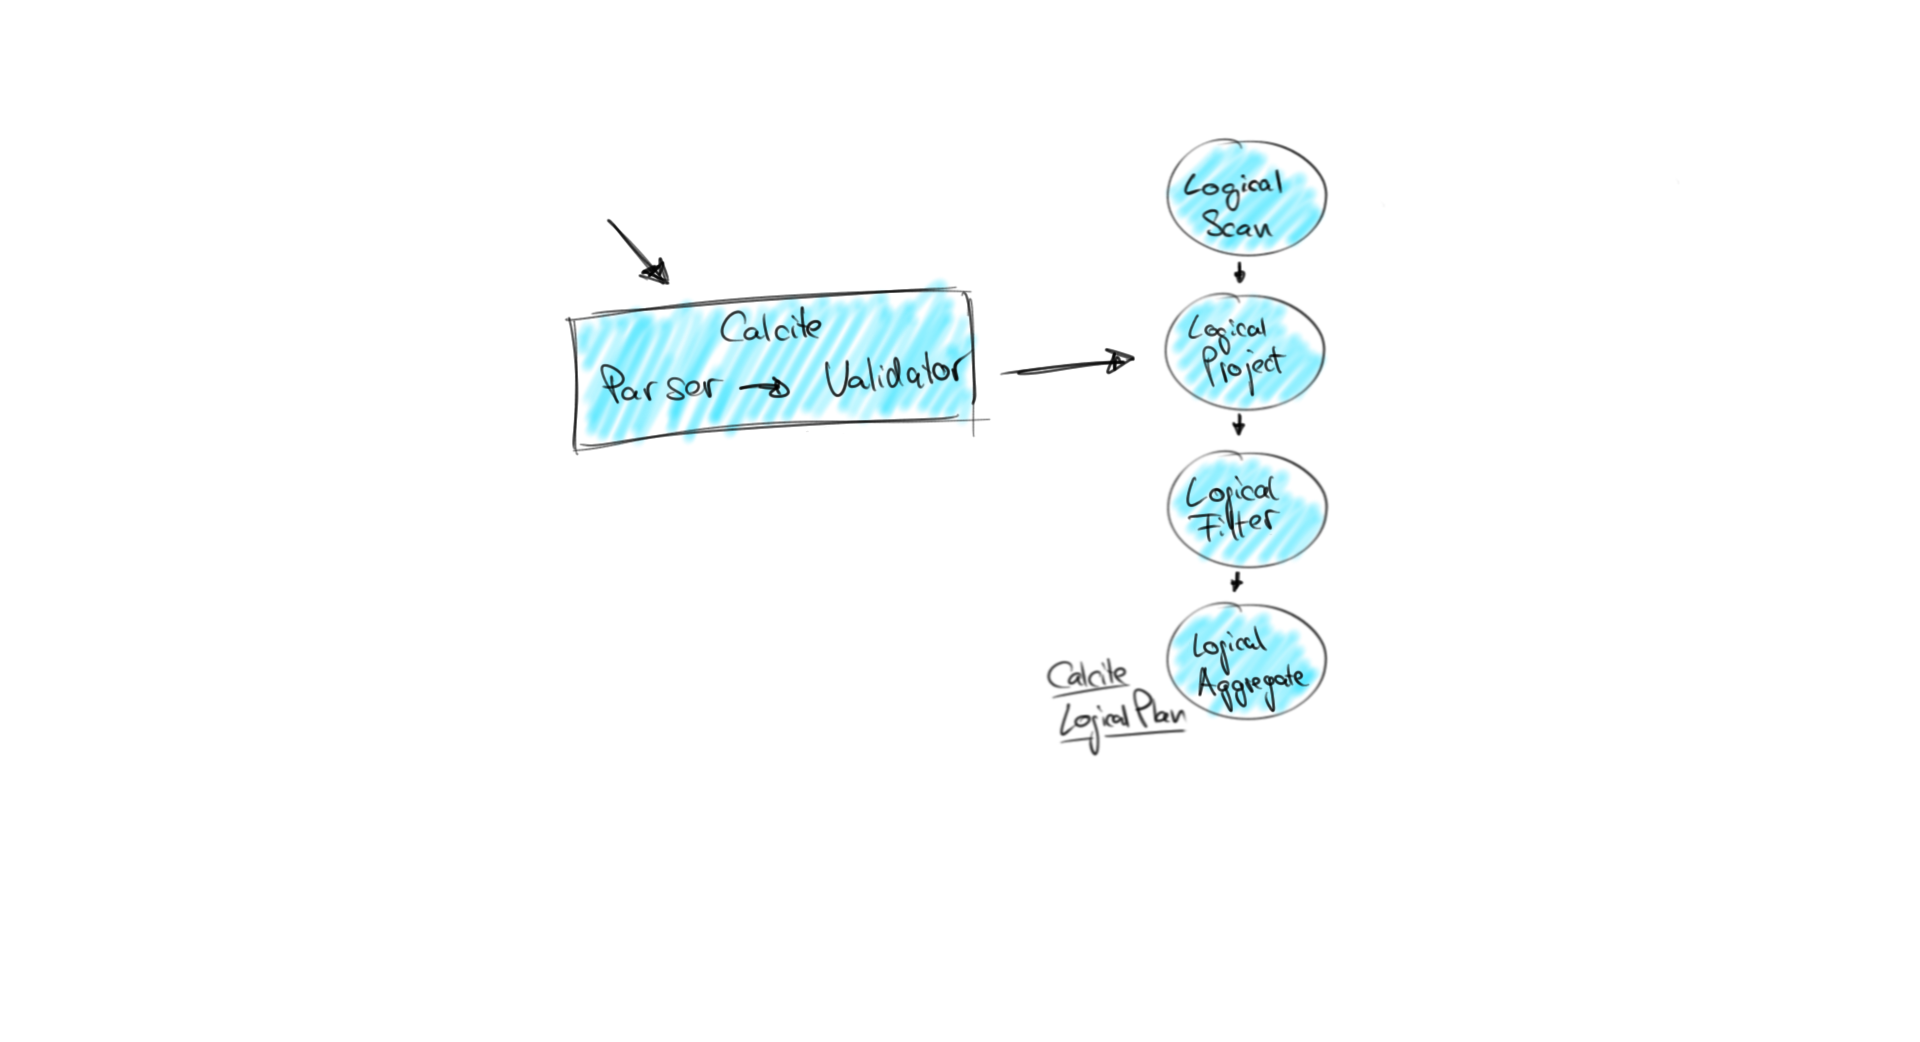 Calcite
Parser → Validator
Logical
Scan
Logical
Project
Logical
Filter
Logical
Aggregate
Calcite
Logical Plan